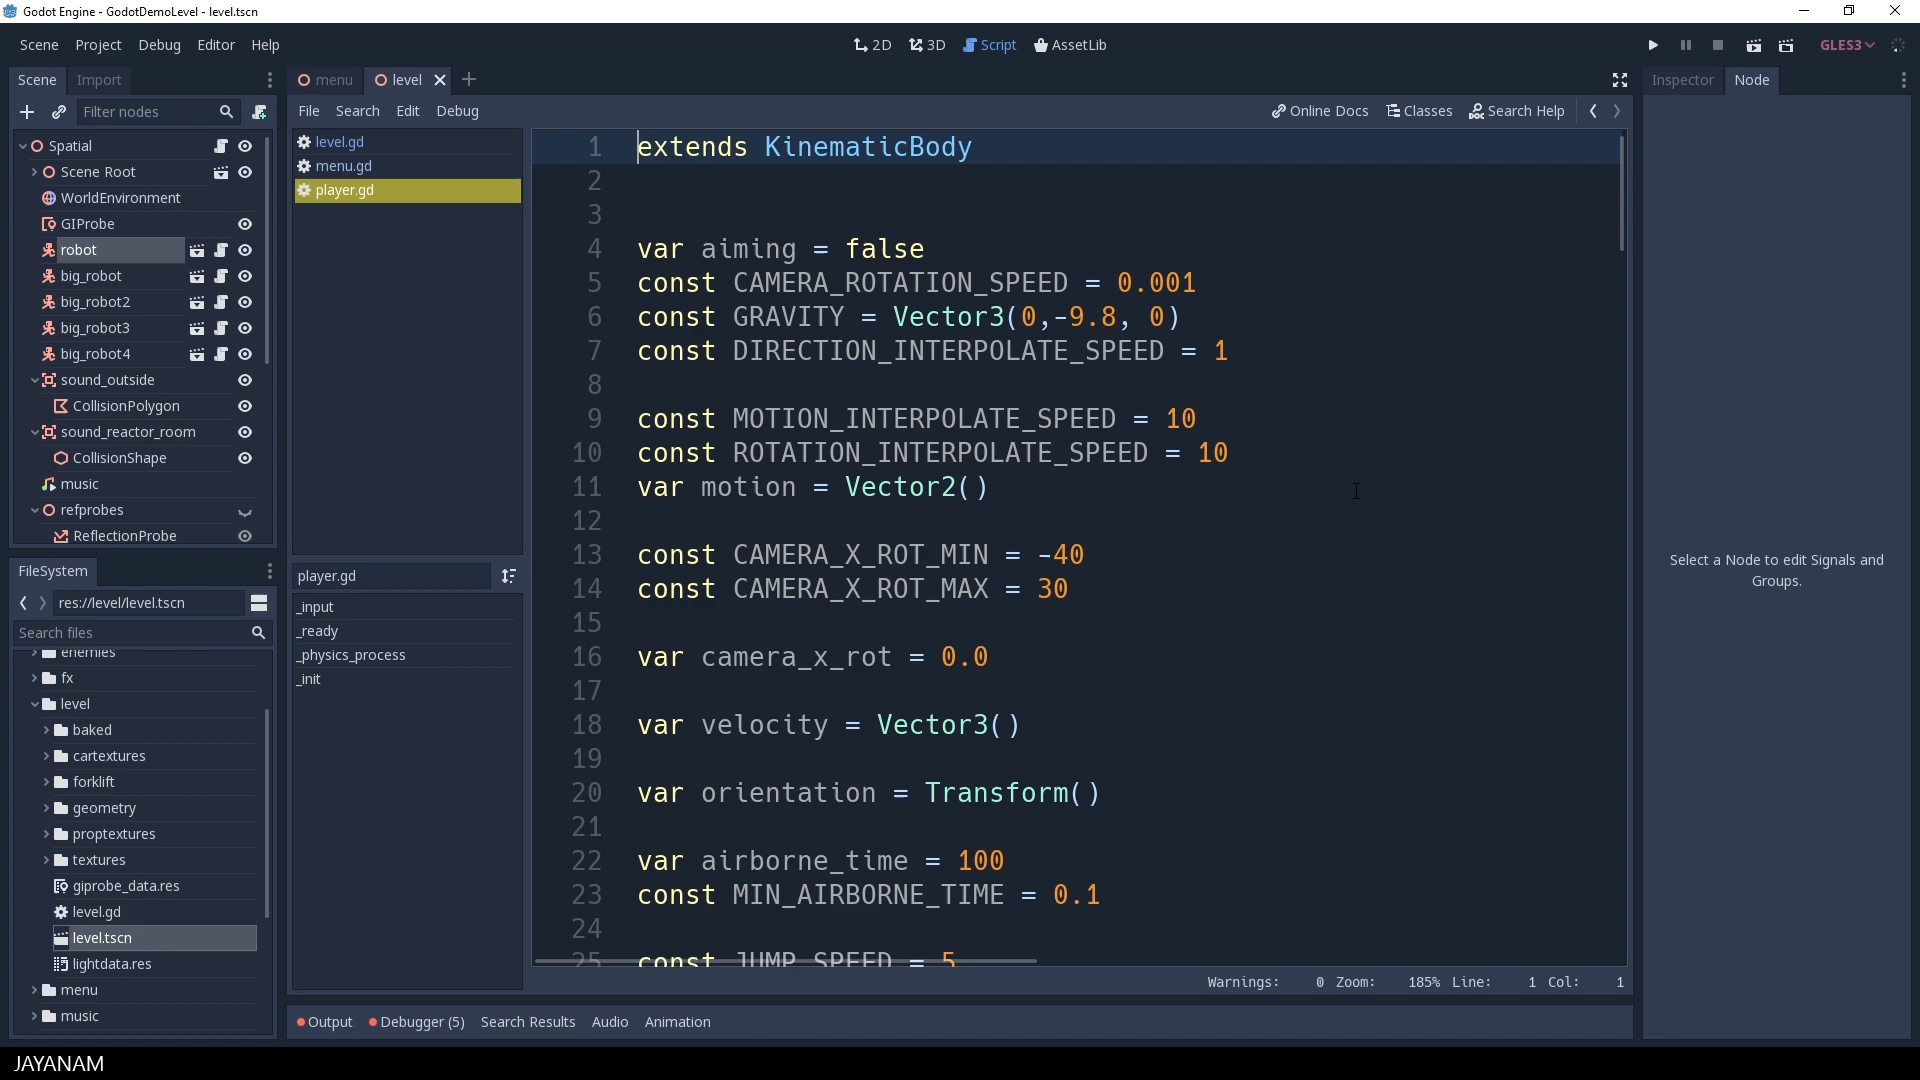 Godot Engine - GodotDemoLevel - level.tscn
Scene Project Debug Editor Help
2D 3D Script AssetLib
GLES3
Scene Import
Filter nodes
Spatial
Scene Root
WorldEnvironment
GIProbe
robot
big_robot
big_robot2
big_robot3
big_robot4
sound_outside
CollisionPolygon
sound_reactor_room
CollisionShape
music
refprobes
ReflectionProbe
FileSystem
res://level/level.tscn
Search files
enemies
fx
level
baked
cartextures
forklift
geometry
proptextures
textures
giprobe_data.res
level.gd
level.tscn
lightdata.res
menu
music
menu level
File Search Edit Debug
Online Docs Classes Search Help
level.gd
menu.gd
player.gd
player.gd
_input
_ready
_physics_process
_init
1 extends KinematicBody
2
3
4 var aiming = false
5 const CAMERA_ROTATION_SPEED = 0.001
6 const GRAVITY = Vector3(0,-9.8, 0)
7 const DIRECTION_INTERPOLATE_SPEED = 1
8
9 const MOTION_INTERPOLATE_SPEED = 10
10 const ROTATION_INTERPOLATE_SPEED = 10
11 var motion = Vector2()
12
13 const CAMERA_X_ROT_MIN = -40
14 const CAMERA_X_ROT_MAX = 30
15
16 var camera_x_rot = 0.0
17
18 var velocity = Vector3()
19
20 var orientation = Transform()
21
22 var airborne_time = 100
23 const MIN_AIRBORNE_TIME = 0.1
24
25 const JUMP_SPEED = 5
Warnings: 0 Zoom: 185% Line: 1 Col: 1
Output Debugger (5) Search Results Audio Animation
Inspector Node
Select a Node to edit Signals and
Groups.
JAYANAM